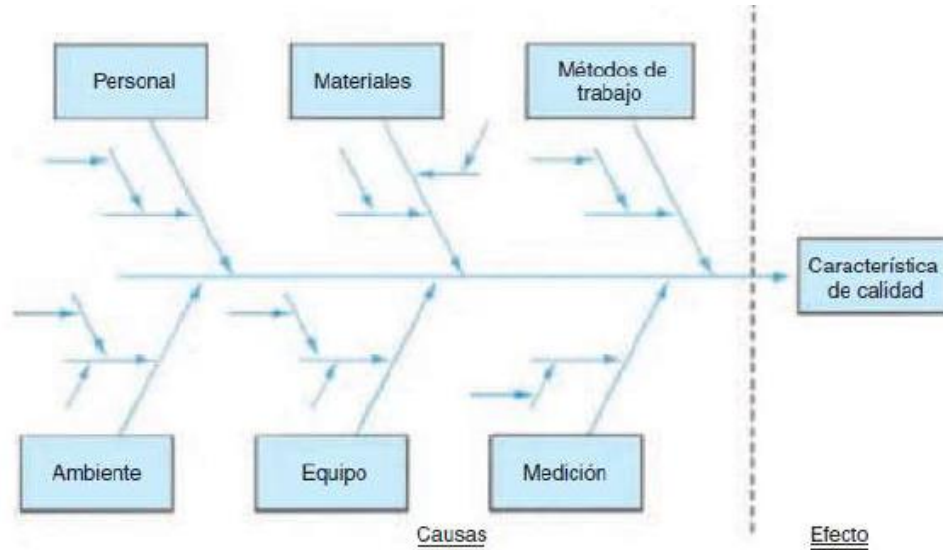 Personal
Materiales
Métodos de
trabajo
Característica
de calidad
Ambiente
Equipo
Medición
Causas
Efecto